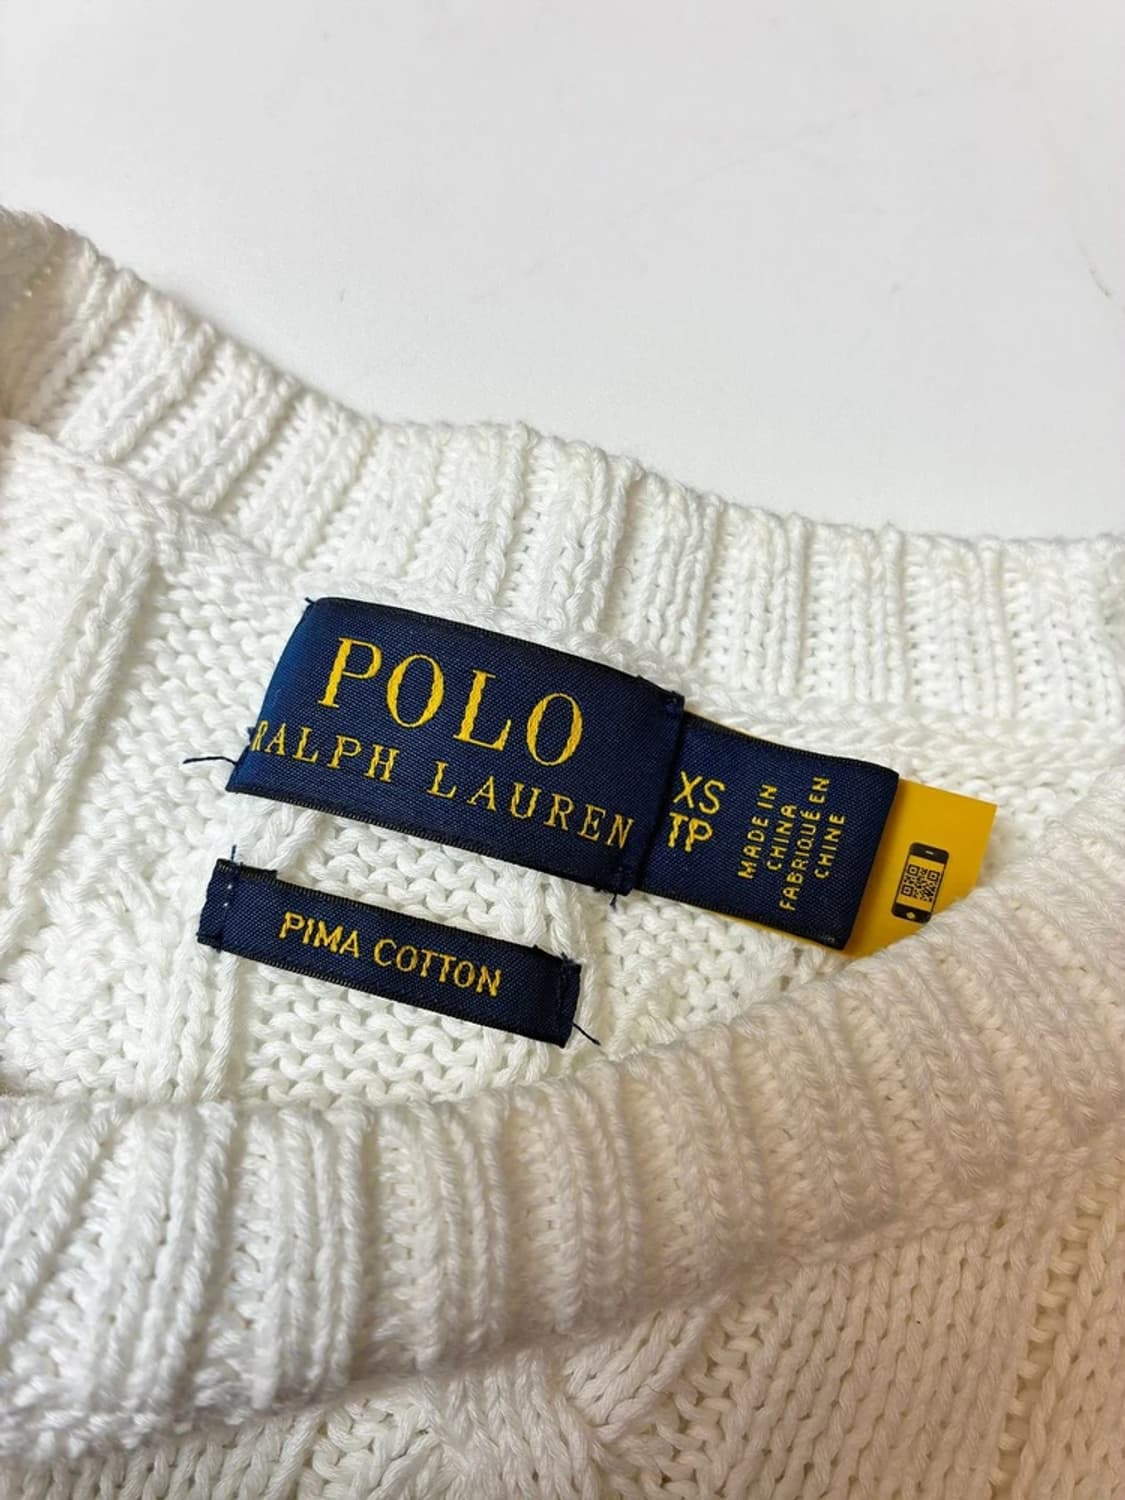 POLO
RALPH LAUREN
XS
TP
MADE IN
CHINA
FABRIQUÉ EN
CHINE
PIMA COTTON